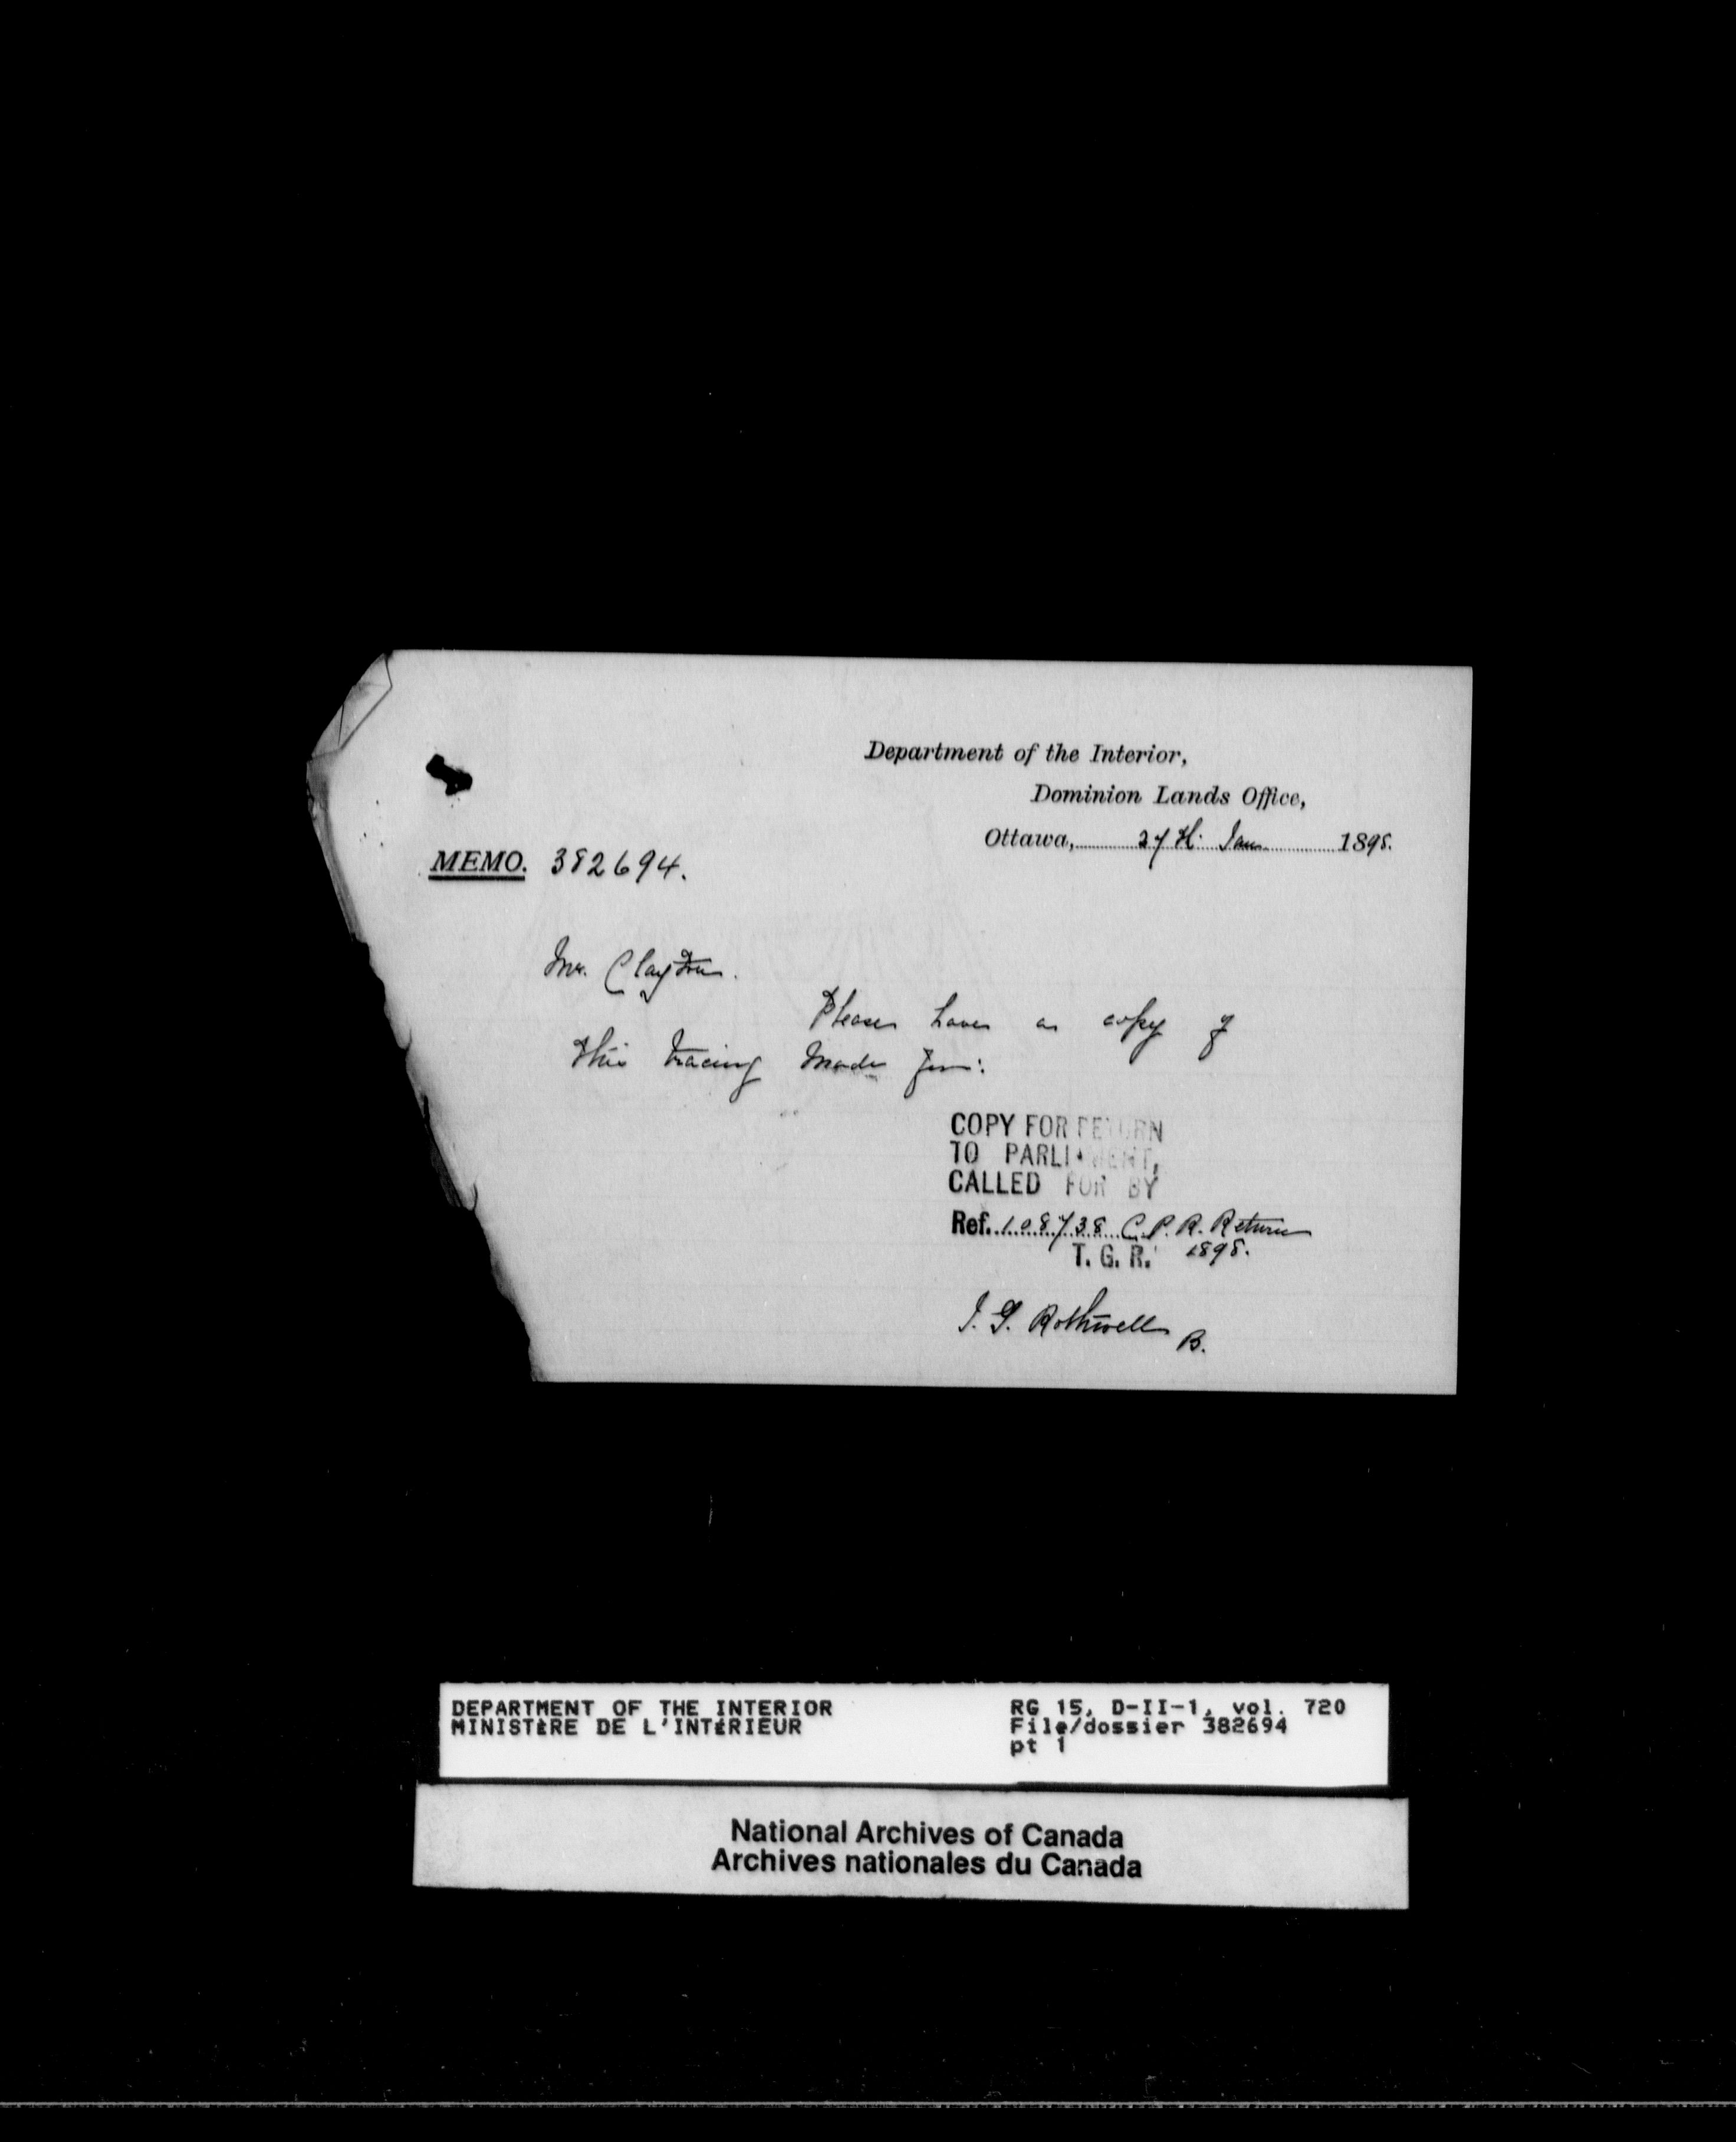 Department of the Interior,
Dominion Lands Office,
Ottawa, 27th Jan 1898.
MEMO. 382694.
Mr. Clayton.
Please have a copy of
this tracing made for:
COPY FOR RETURN
TO PARLIAMENT,
CALLED FOR BY
Ref. 108738 C.P.R. Return
T. G. R. 1898.
T. G. Rothwell
B.
DEPARTMENT OF THE INTERIOR
MINISTÈRE DE L'INTÉRIEUR
RG 15, D-II-1, vol. 720
File/dossier 382694
pt 1
National Archives of Canada
Archives nationales du Canada